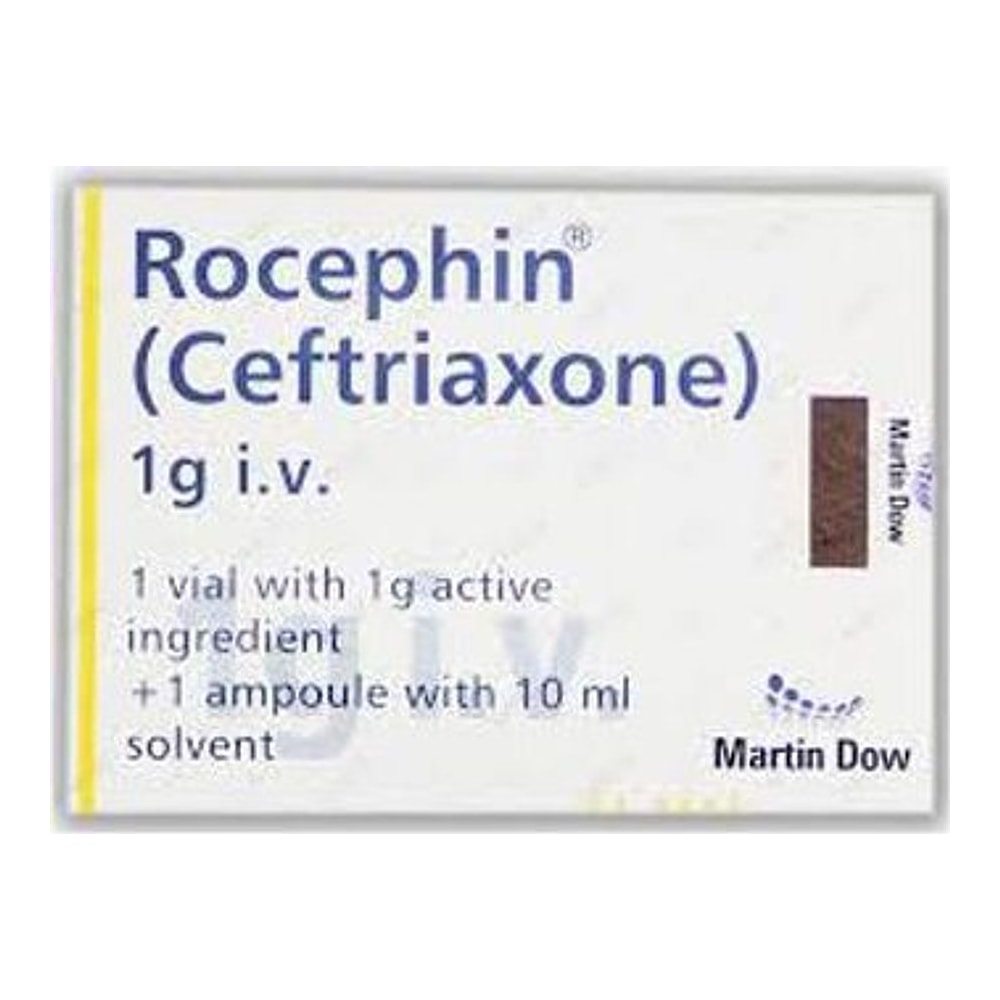 Rocephin®
(Ceftriaxone)
1g i.v.
1 vial with 1g active
ingredient
+1 ampoule with 10 ml
solvent
1g i.v.
Martin Dow
Martin Dow